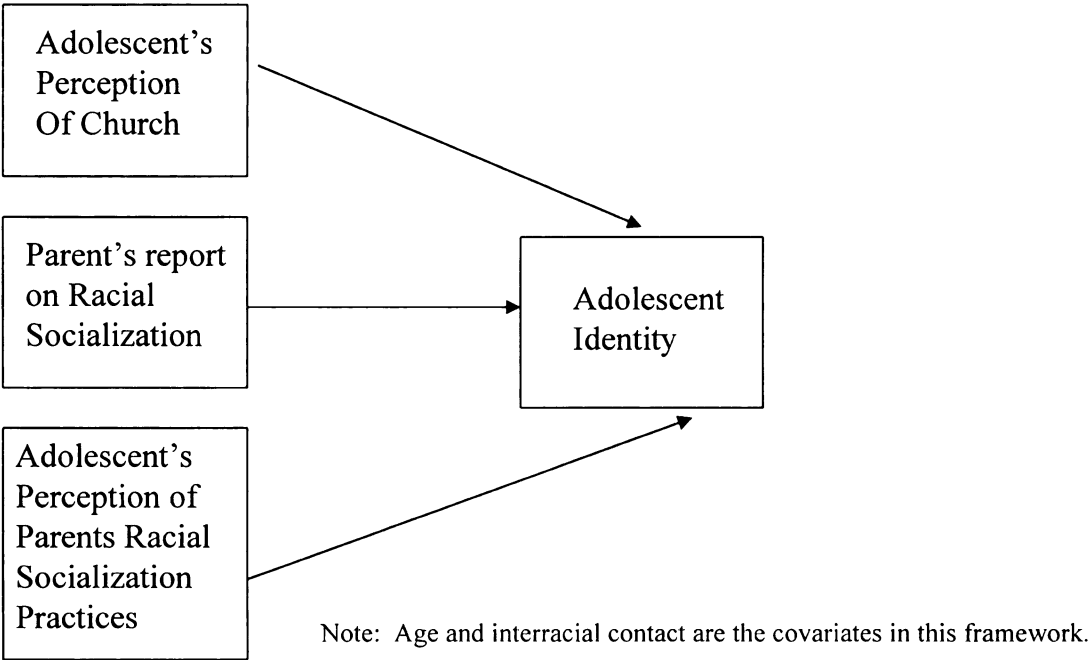 Adolescent's
Perception
Of Church
Parent's report
on Racial
Socialization
Adolescent
Identity
Adolescent's
Perception of
Parents Racial
Socialization
Practices
Note: Age and interracial contact are the covariates in this framework.